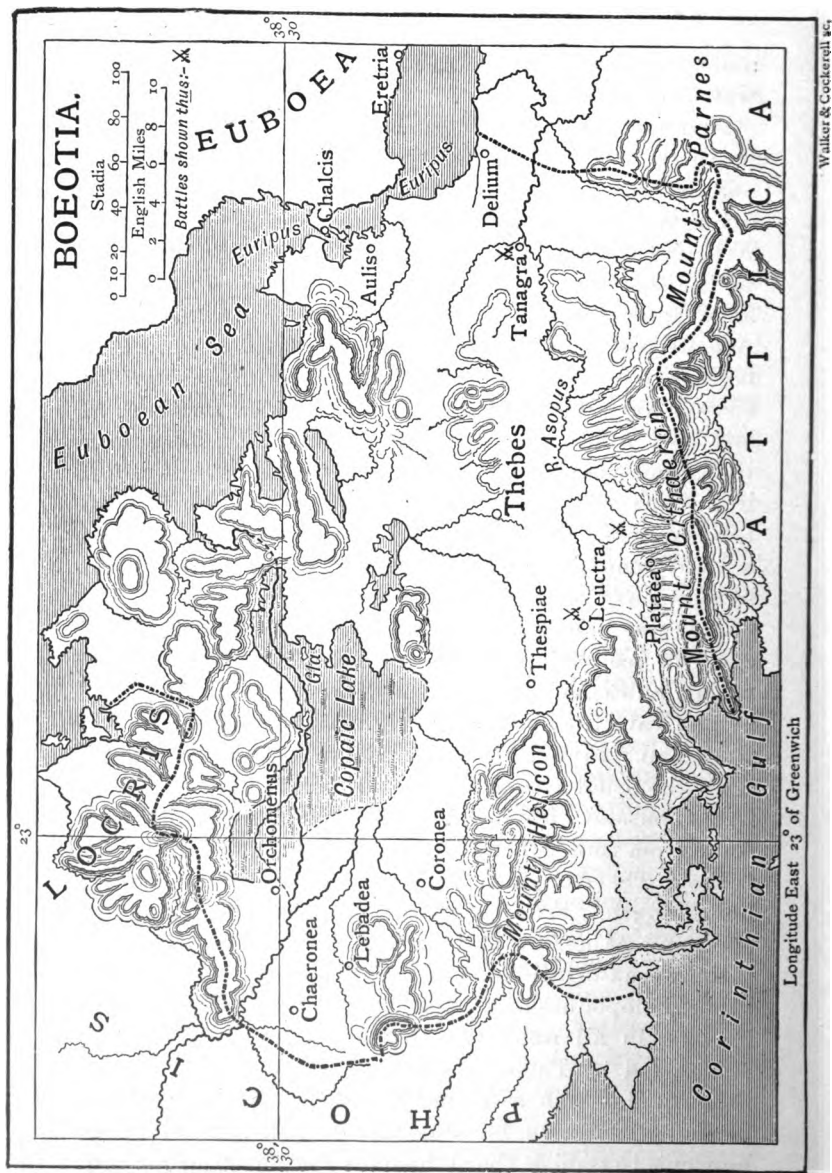 BOEOTIA.
Stadia
0 10 20 40 60 80 100
English Miles
0 2 4 6 8 10
Battles shown thus:-
38°
30'
EUBOEA
Euboean Sea
Eretria
Euripus
Chalcis
Euripus
Aulis
Delium
Tanagra
Thebes
R. Asopus
Mount Parnes
Mount Cithaeron
ATTICA
Plataea
Leuctra
Thespiae
Gla
Copaic Lake
LOCRIS
23°
Orchomenus
Coronea
Mount Helicon
Lebadea
Chaeronea
PHOCIS
38°
30'
Corinthian Gulf
Longitude East 23° of Greenwich
Walker & Cockerell sc.